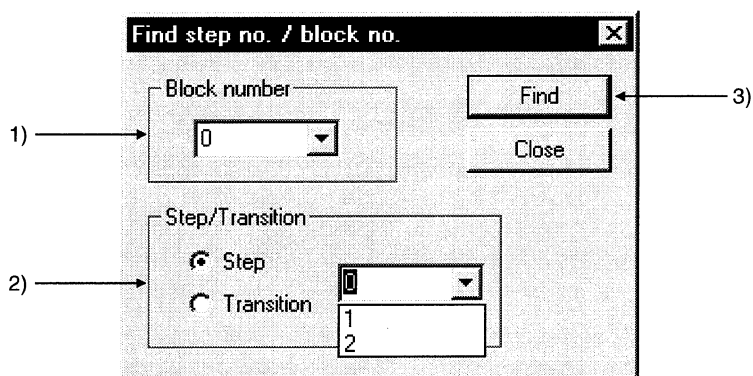 Find step no. / block no.
Block number
0
Find
3)
1)
Close
Step/Transition
Step
0
2)
Transition
1
2